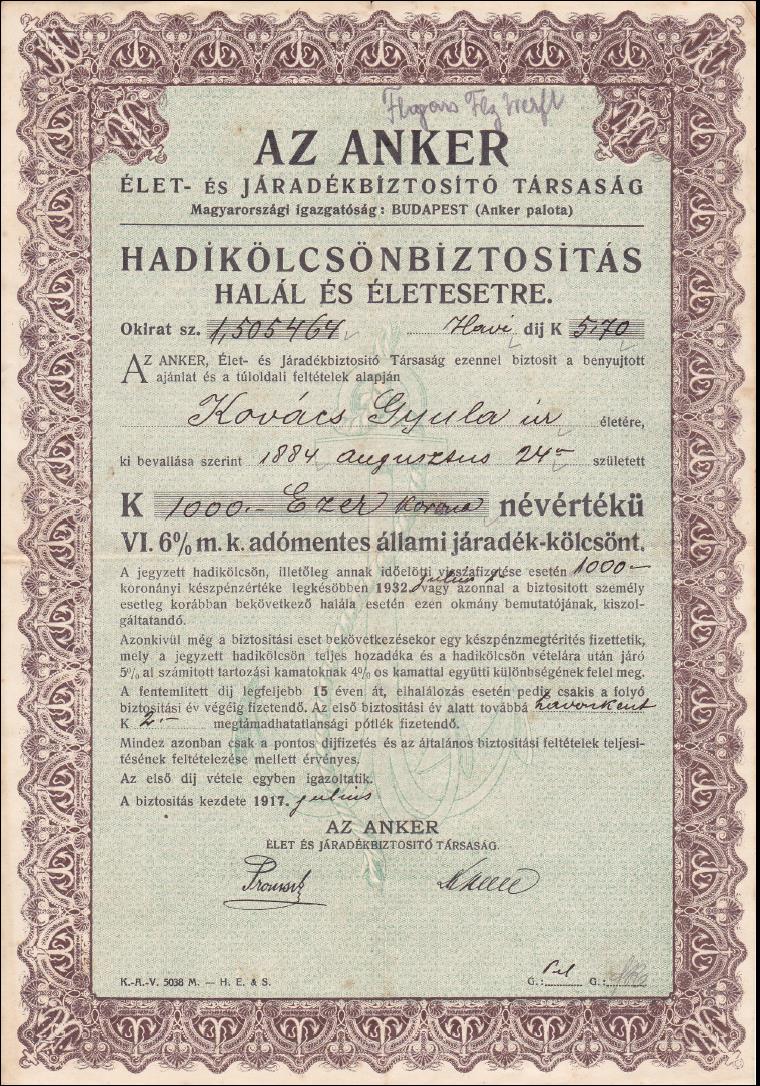 AZ ANKER
ÉLET- ÉS JÁRADÉKBIZTOSITÓ TÁRSASÁG
Magyarországi igazgatóság: BUDAPEST (Anker palota)
HADIKÖLCSÖNBIZTOSITÁS
HALÁL ÉS ÉLETESETRE.
Okirat sz. 1,505464 Havi díj K 5·70
AZ ANKER, Élet- és Járadékbiztositó Társaság ezennel biztosit a benyujtott
ajánlat és a túloldali feltételek alapján
Kovács Gyula úr életére,
ki bevallása szerint 1884 augusztus 24- született
K 1000.- Ezer korona névértékü
VI. 6% m. k. adómentes állami járadék-kölcsönt.
A jegyzett hadikölcsön, illetőleg annak időelőtti visszafizetése esetén 1000-
koronányi készpénzértéke legkésöbben 1932. julius 1. vagy azonnal a biztositott személy
esetleg korábban bekövetkező halála esetén ezen okmány bemutatójának, kiszol-
gáltatandó.
Azonkivül még a biztositási eset bekövetkezésekor egy készpénzmegtérités fizettetik,
mely a jegyzett hadikölcsön teljes hozadéka és a hadikölcsön vételára után járó
5% al számitott tartozási kamatoknak 4% os kamattal együtti különbségének felel meg.
A fentemlitett dij legfeljebb 15 éven át, elhalálozás esetén pedig csakis a folyó
biztositási év végéig fizetendő. Az első biztositási év alatt továbbá havonkent
K 2.- megtámadhatatlansági pótlék fizetendő.
Mindez azonban csak a pontos dijfizetés és az általános biztositási feltételek teljesi-
tésének feltételezése mellett érvényes.
Az első dij vétele egyben igazoltatik.
A biztositás kezdete 1917. julius
AZ ANKER
ÉLET ÉS JÁRADÉKBIZTOSITÓ TÁRSASÁG.
K.-A.-V. 5038 M. — H. E. & S.
G.: G.: